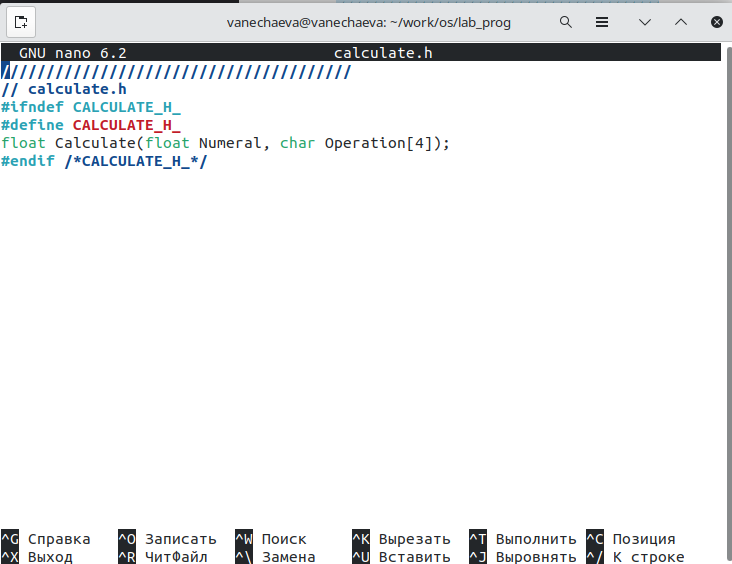 vanechaeva@vanechaeva: ~/work/os/lab_prog
GNU nano 6.2 calculate.h
///////////////////////////////////////
// calculate.h
#ifndef CALCULATE_H_
#define CALCULATE_H_
float Calculate(float Numeral, char Operation[4]);
#endif /*CALCULATE_H_*/
^G Справка ^O Записать ^W Поиск ^K Вырезать ^T Выполнить ^C Позиция
^X Выход ^R ЧитФайл ^\ Замена ^U Вставить ^J Выровнять ^/ К строке